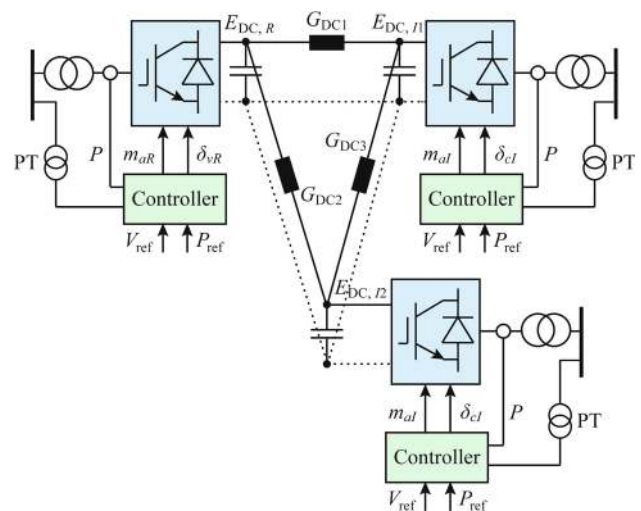 E_DC, R
G_DC1
E_DC, I1
PT
P
m_aR
δ_vR
G_DC3
m_aI
δ_cI
P
PT
Controller
G_DC2
Controller
V_ref
P_ref
V_ref
P_ref
E_DC, I2
m_aI
δ_cI
P
PT
Controller
V_ref
P_ref